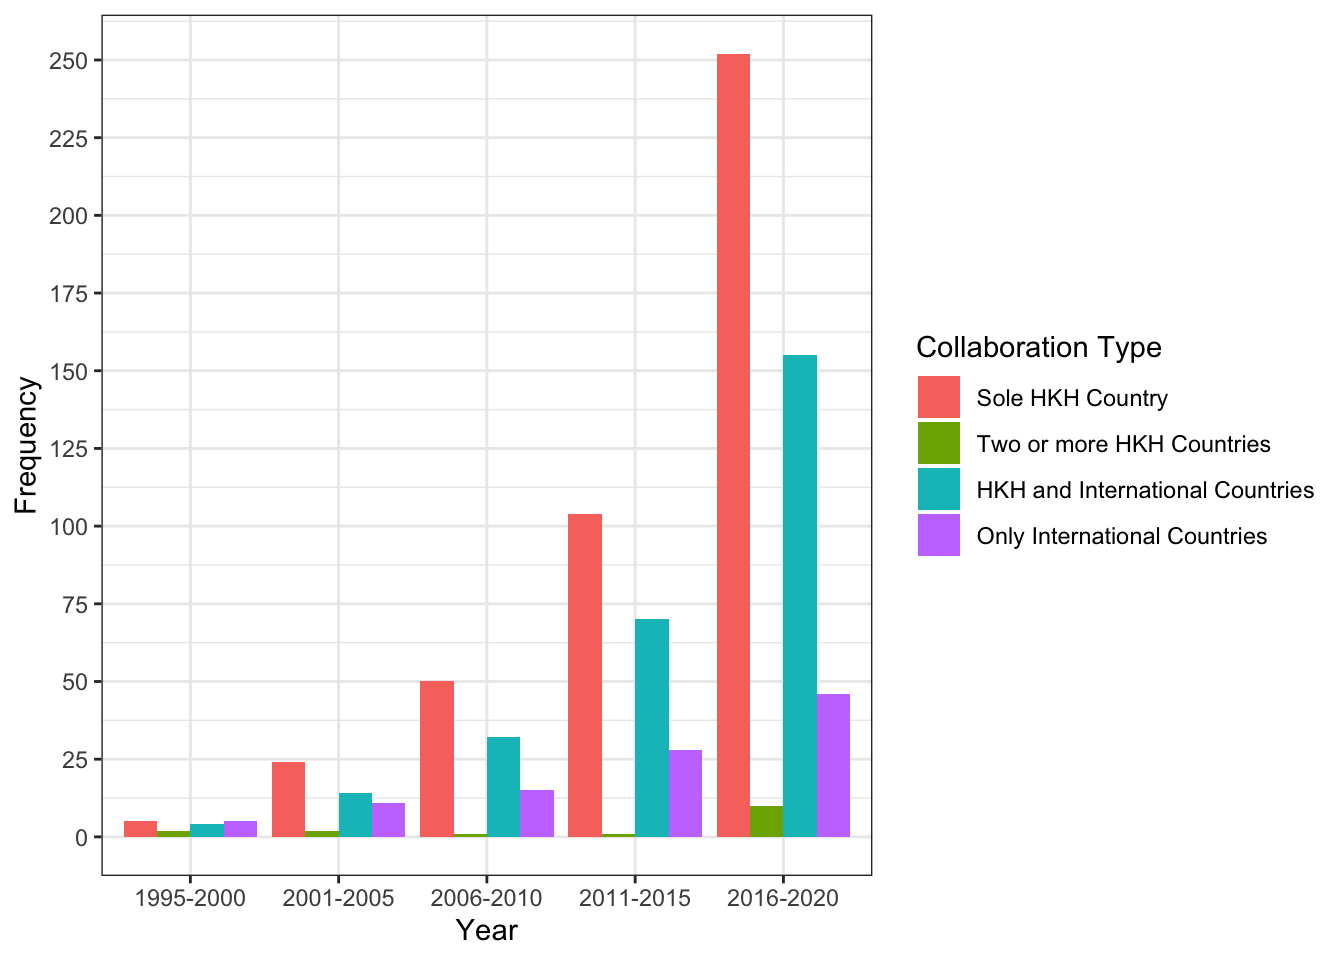 250
225
200
175
150
125
100
75
50
25
0
Frequency
1995-2000
2001-2005
2006-2010
2011-2015
2016-2020
Year
Collaboration Type
Sole HKH Country
Two or more HKH Countries
HKH and International Countries
Only International Countries